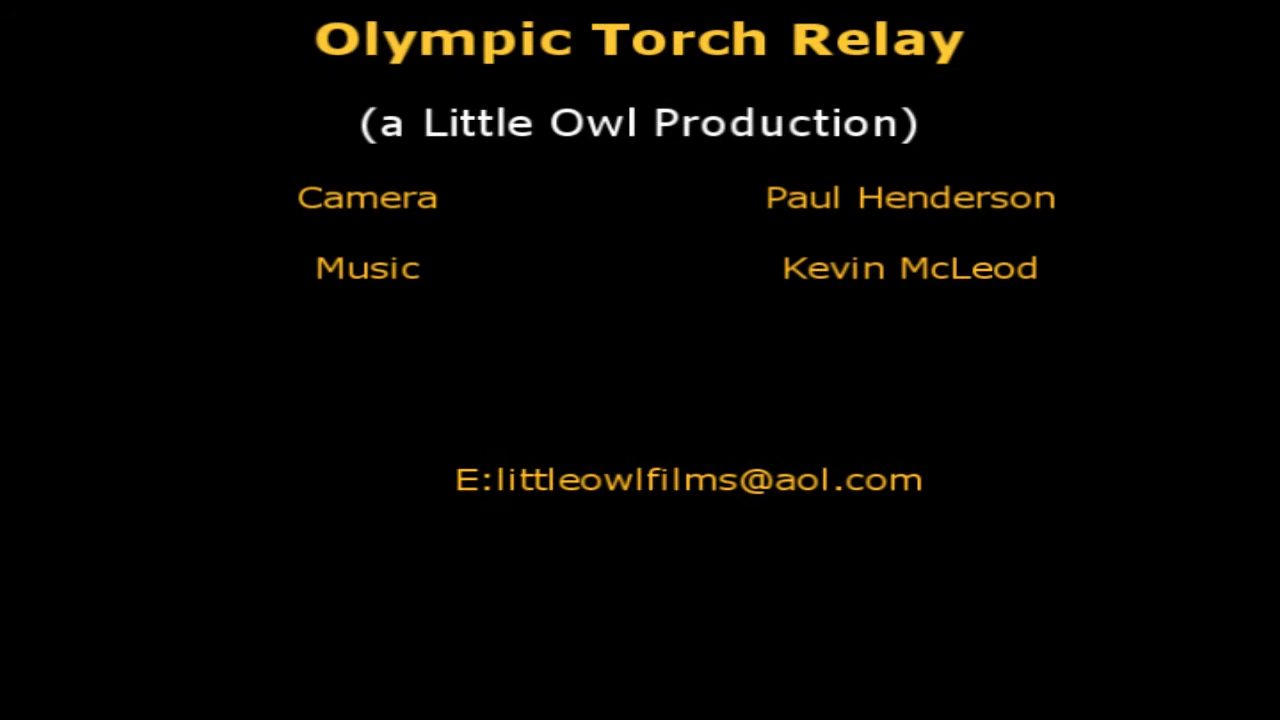 Olympic Torch Relay
(a Little Owl Production)
Camera Paul Henderson
Music Kevin McLeod
E:littleowlfilms@aol.com